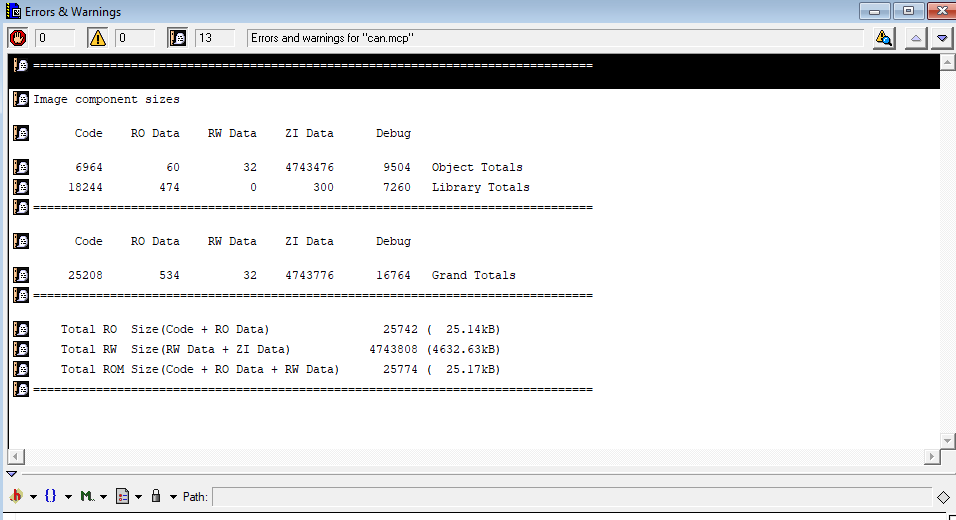 Errors & Warnings
0 0 13 Errors and warnings for "can.mcp"
================================================================================
Image component sizes
Code RO Data RW Data ZI Data Debug
6964 60 32 4743476 9504 Object Totals
18244 474 0 300 7260 Library Totals
================================================================================
Code RO Data RW Data ZI Data Debug
25208 534 32 4743776 16764 Grand Totals
================================================================================
Total RO Size(Code + RO Data) 25742 ( 25.14kB)
Total RW Size(RW Data + ZI Data) 4743808 (4632.63kB)
Total ROM Size(Code + RO Data + RW Data) 25774 ( 25.17kB)
================================================================================
h {} M. Path: